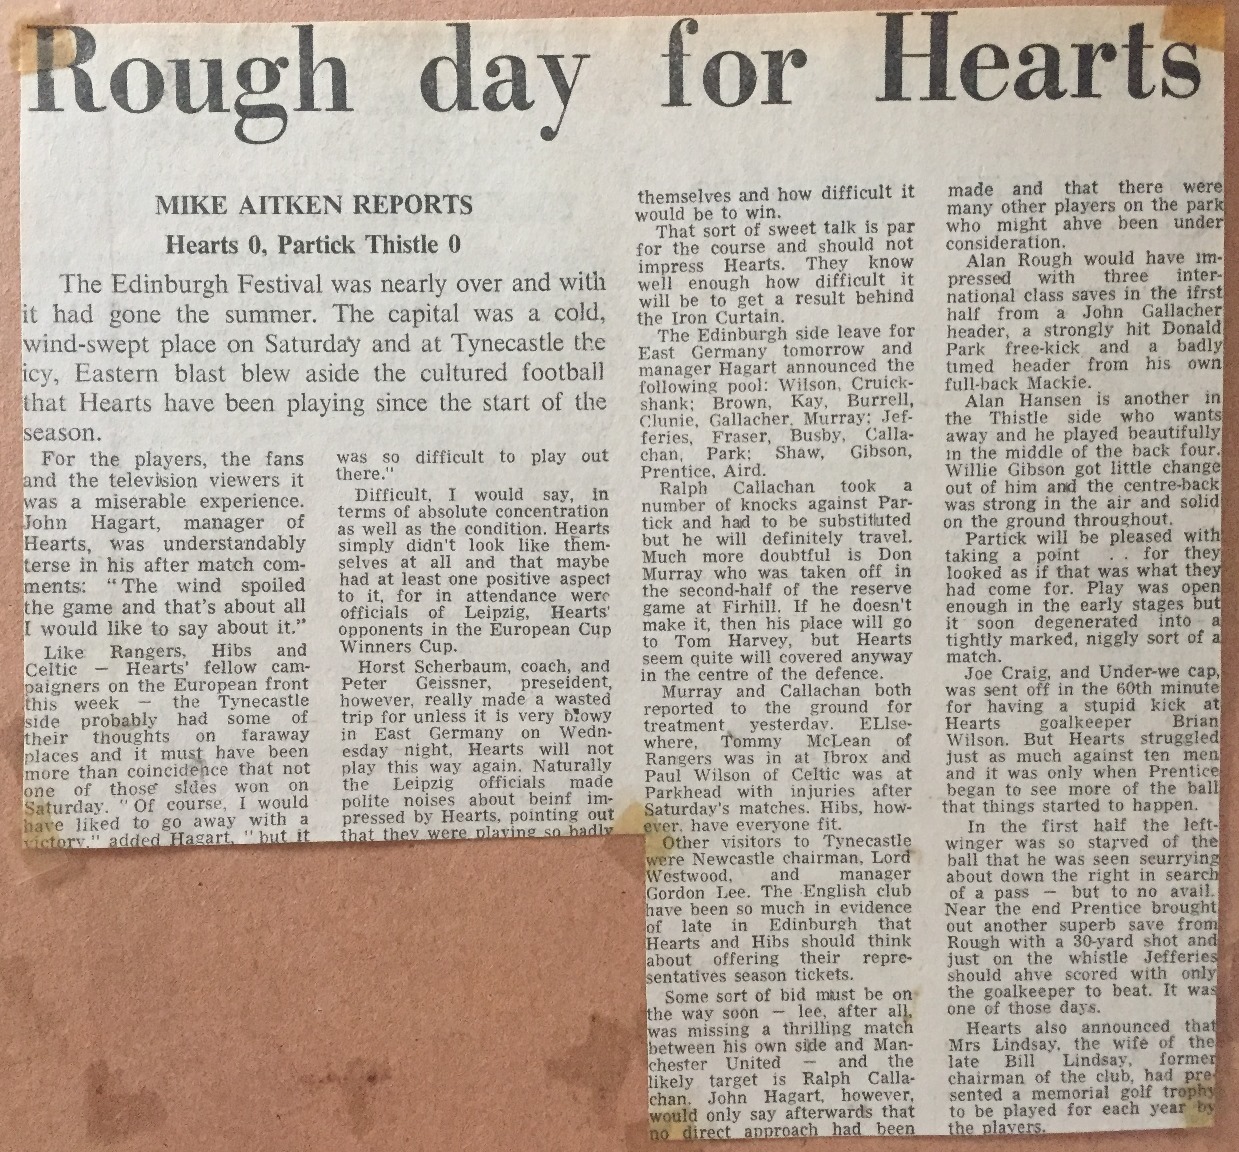 Rough day for Hearts
MIKE AITKEN REPORTS
Hearts 0, Partick Thistle 0
The Edinburgh Festival was nearly over and with
it had gone the summer. The capital was a cold,
wind-swept place on Saturday and at Tynecastle the
icy, Eastern blast blew aside the cultured football
that Hearts have been playing since the start of the
season.
For the players, the fans
and the television viewers it
was a miserable experience.
John Hagart, manager of
Hearts, was understandably
terse in his after match com-
ments: "The wind spoiled
the game and that's about all
I would like to say about it."
Like Rangers, Hibs and
Celtic — Hearts' fellow cam-
paigners on the European front
this week — the Tynecastle
side probably had some of
their thoughts on faraway
places and it must have been
more than coincidence that not
one of those sides won on
Saturday. "Of course, I would
have liked to go away with a
victory," added Hagart, "but it
was so difficult to play out
there."
Difficult, I would say, in
terms of absolute concentration
as well as the condition. Hearts
simply didn't look like them-
selves at all and that maybe
had at least one positive aspect
to it, for in attendance were
officials of Leipzig, Hearts'
opponents in the European Cup
Winners Cup.
Horst Scherbaum, coach, and
Peter Geissner, preseident,
however, really made a wasted
trip for unless it is very blowy
in East Germany on Wedn-
esday night, Hearts will not
play this way again. Naturally
the Leipzig officials made
polite noises about beinf im-
pressed by Hearts, pointing out
that they were playing so badly
themselves and how difficult it
would be to win.
That sort of sweet talk is par
for the course and should not
impress Hearts. They know
well enough how difficult it
will be to get a result behind
the Iron Curtain.
The Edinburgh side leave for
East Germany tomorrow and
manager Hagart announced the
following pool: Wilson, Cruick-
shank; Brown, Kay, Burrell,
Clunie, Gallacher, Murray; Jef-
feries, Fraser, Busby, Calla-
chan, Park; Shaw, Gibson,
Prentice, Aird.
Ralph Callachan took a
number of knocks against Par-
tick and had to be substituted
but he will definitely travel.
Much more doubtful is Don
Murray who was taken off in
the second-half of the reserve
game at Firhill. If he doesn't
make it, then his place will go
to Tom Harvey, but Hearts
seem quite will covered anyway
in the centre of the defence.
Murray and Callachan both
reported to the ground for
treatment yesterday. ELlse-
where, Tommy McLean of
Rangers was in at Ibrox and
Paul Wilson of Celtic was at
Parkhead with injuries after
Saturday's matches. Hibs, how-
ever, have everyone fit.
Other visitors to Tynecastle
were Newcastle chairman, Lord
Westwood, and manager
Gordon Lee. The English club
have been so much in evidence
of late in Edinburgh that
Hearts and Hibs should think
about offering their repre-
sentatives season tickets.
Some sort of bid must be on
the way soon — lee, after all,
was missing a thrilling match
between his own side and Man-
chester United — and the
likely target is Ralph Calla-
chan. John Hagart, however,
would only say afterwards that
no direct approach had been
made and that there were
many other players on the park
who might ahve been under
consideration.
Alan Rough would have im-
pressed with three inter-
national class saves in the ifrst
half from a John Gallacher
header, a strongly hit Donald
Park free-kick and a badly
timed header from his own
full-back Mackie.
Alan Hansen is another in
the Thistle side who wants
away and he played beautifully
in the middle of the back four.
Willie Gibson got little change
out of him and the centre-back
was strong in the air and solid
on the ground throughout.
Partick will be pleased with
taking a point . . for they
looked as if that was what they
had come for. Play was open
enough in the early stages but
it soon degenerated into a
tightly marked, niggly sort of a
match.
Joe Craig, and Under-we cap,
was sent off in the 60th minute
for having a stupid kick at
Hearts goalkeeper Brian
Wilson. But Hearts struggled
just as much against ten men
and it was only when Prentice
began to see more of the ball
that things started to happen.
In the first half the left-
winger was so starved of the
ball that he was seen scurrying
about down the right in search
of a pass — but to no avail.
Near the end Prentice brought
out another superb save from
Rough with a 30-yard shot and
just on the whistle Jefferies
should ahve scored with only
the goalkeeper to beat. It was
one of those days.
Hearts also announced that
Mrs Lindsay, the wife of the
late Bill Lindsay, former
chairman of the club, had pre-
sented a memorial golf trophy
to be played for each year by
the players.